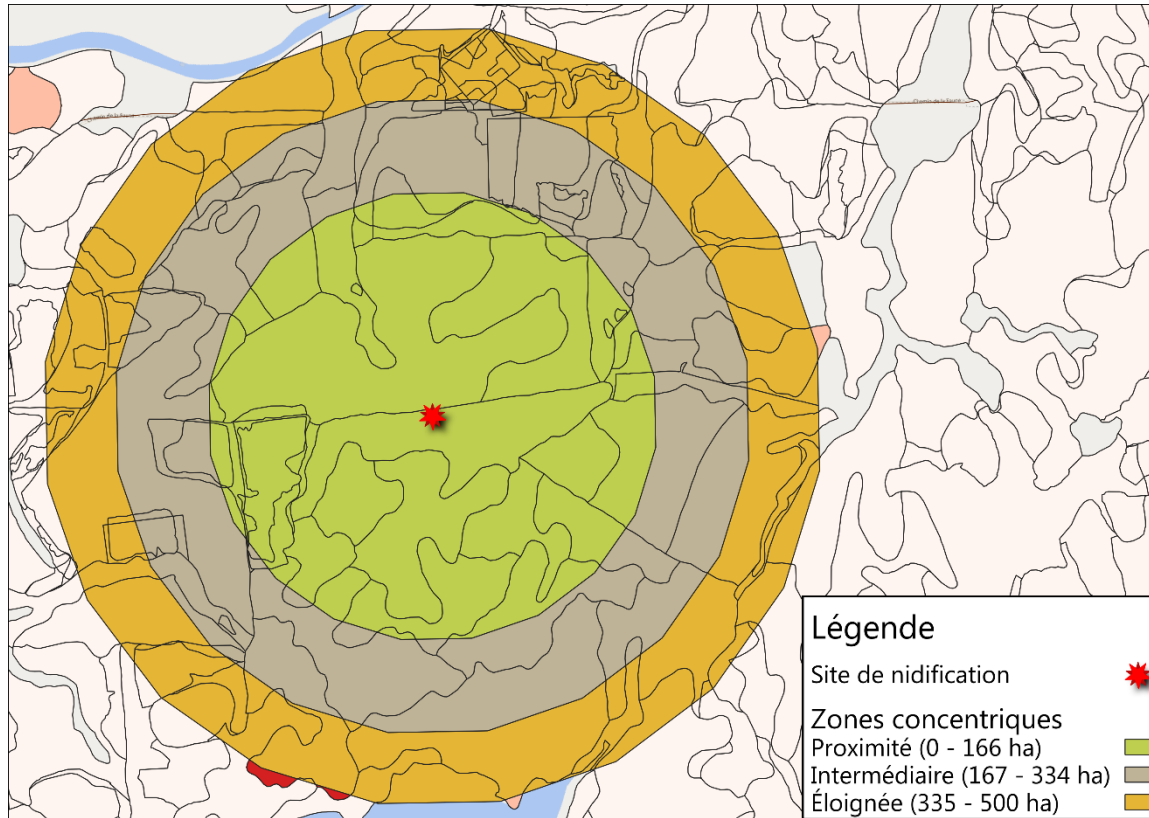 Légende
Site de nidification
Zones concentriques
Proximité (0 - 166 ha)
Intermédiaire (167 - 334 ha)
Éloignée (335 - 500 ha)